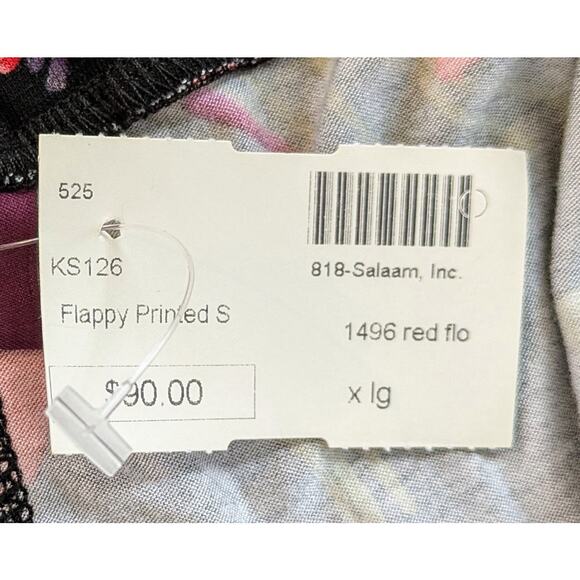 525
KS126
Flappy Printed S
$90.00
818-Salaam, Inc.
1496 red flo
x lg